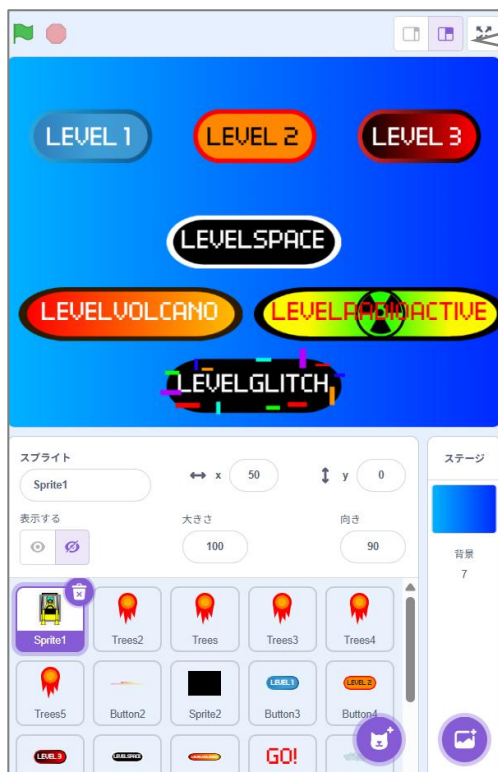 LEVEL 1
LEVEL 2
LEVEL 3
LEVELSPACE
LEVELVOLCANO
LEVELRADIOACTIVE
LEVELGLITCH
スプライト
Sprite1
x 50
y 0
表示する
大きさ
100
向き
90
ステージ
背景
7
Sprite1
Trees2
Trees
Trees3
Trees4
Trees5
Button2
Sprite2
Button3
Button4
LEVEL 1
LEVEL 2
LEVEL 3
LEVELSPACE
GO!